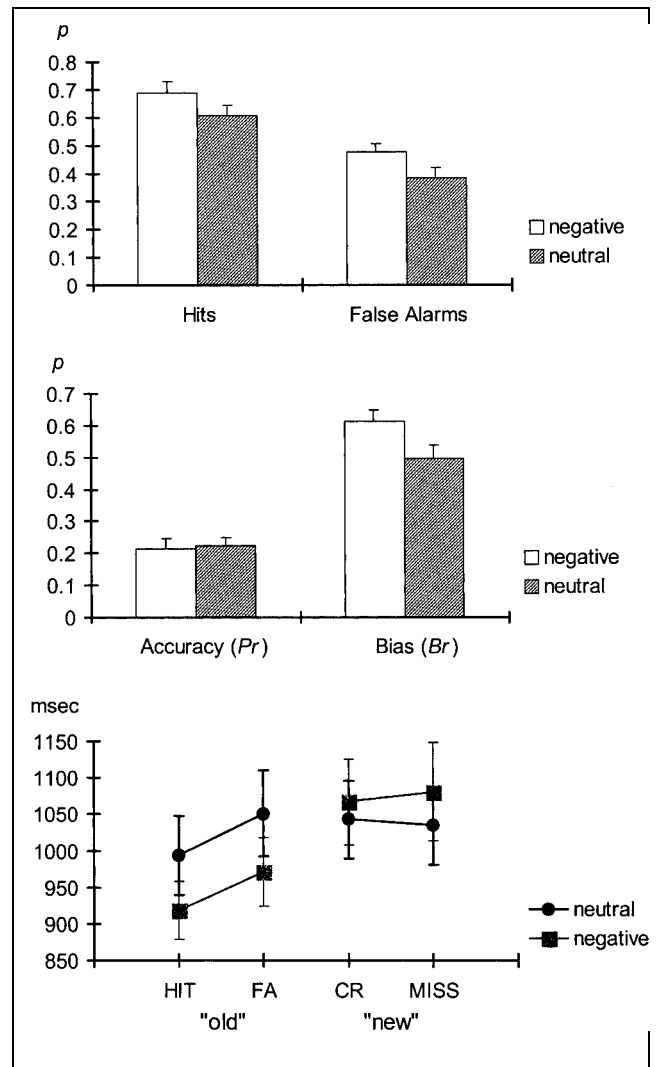 p
0.8
0.7
0.6
0.5
0.4
0.3
0.2
0.1
0
Hits False Alarms
negative
neutral
p
0.7
0.6
0.5
0.4
0.3
0.2
0.1
0
Accuracy (Pr) Bias (Br)
negative
neutral
msec
1150
1100
1050
1000
950
900
850
HIT FA CR MISS
"old" "new"
neutral
negative